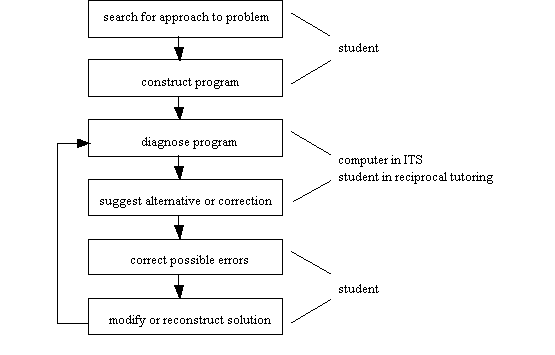 search for approach to problem
student
construct program
diagnose program
computer in ITS
student in reciprocal tutoring
suggest alternative or correction
correct possible errors
student
modify or reconstruct solution